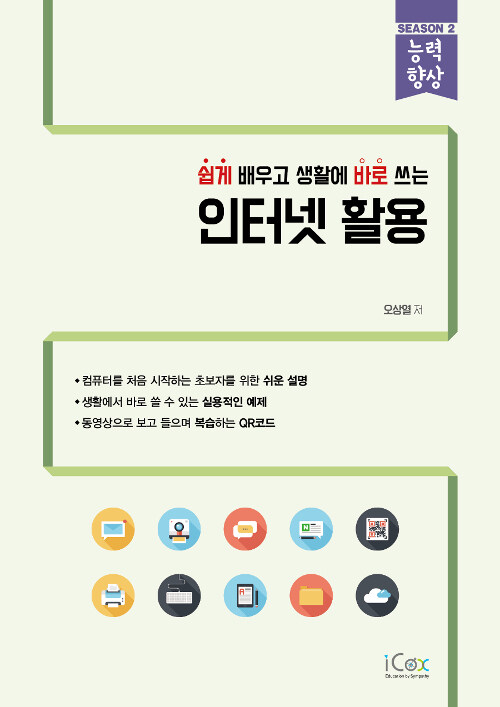 SEASON 2
능력
향상
쉽게 배우고 생활에 바로 쓰는
인터넷 활용
오상열 저
◆컴퓨터를 처음 시작하는 초보자를 위한 쉬운 설명
◆생활에서 바로 쓸 수 있는 실용적인 예제
◆동영상으로 보고 들으며 복습하는 QR코드
N
iCox
Education by Sympathy